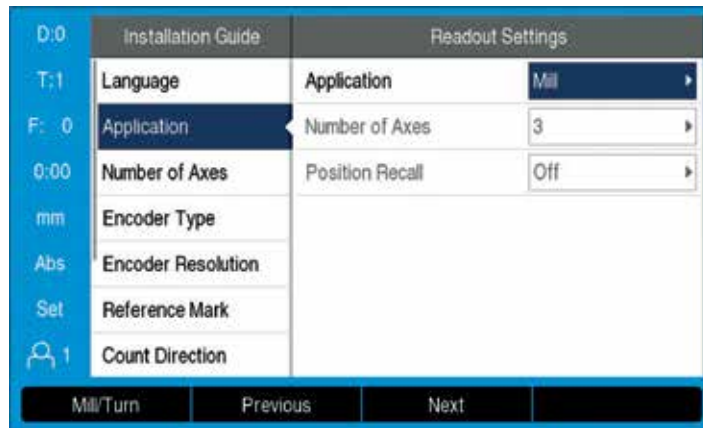 D:0
Installation Guide
Readout Settings
T:1
Language
Application
Mill
F: 0
Application
Number of Axes
3
0:00
Number of Axes
Position Recall
Off
mm
Encoder Type
Abs
Encoder Resolution
Set
Reference Mark
1
Count Direction
Mill/Turn
Previous
Next